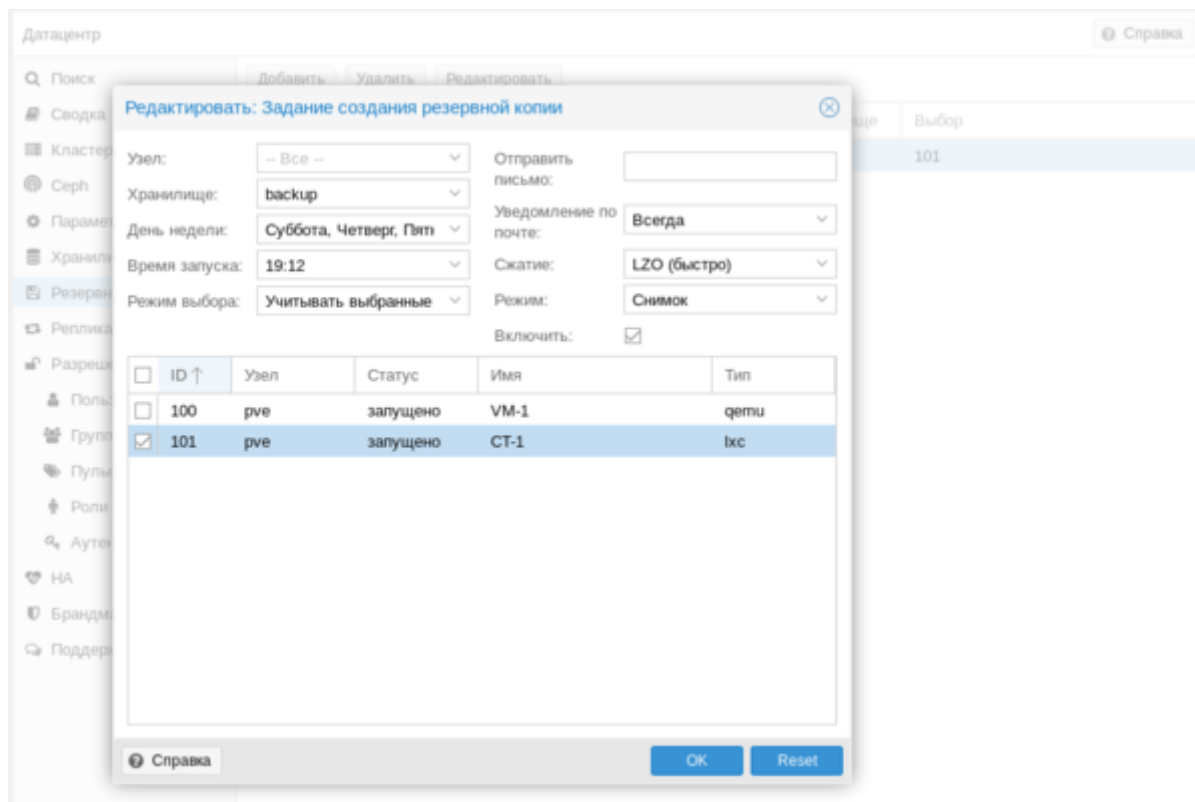 Датацентр
Справка
Поиск
Добавить Удалить Редактировать
Сводка
Редактировать: Задание создания резервной копии
Выбор
Кластер
Узел: -- Все --
Отправить письмо:
101
Ceph
Хранилище: backup
День недели: Суббота, Четверг,
Уведомление по почте: Всегда
Время запуска: 19:12
Сжатие: LZO (быстро)
Режим выбора: Учитывать выбранные
Режим: Снимок
Включить:
ID Узел Статус Имя Тип
100 pve запущено VM-1 qemu
101 pve запущено CT-1 lxc
Роли
HA
Справка
OK
Reset